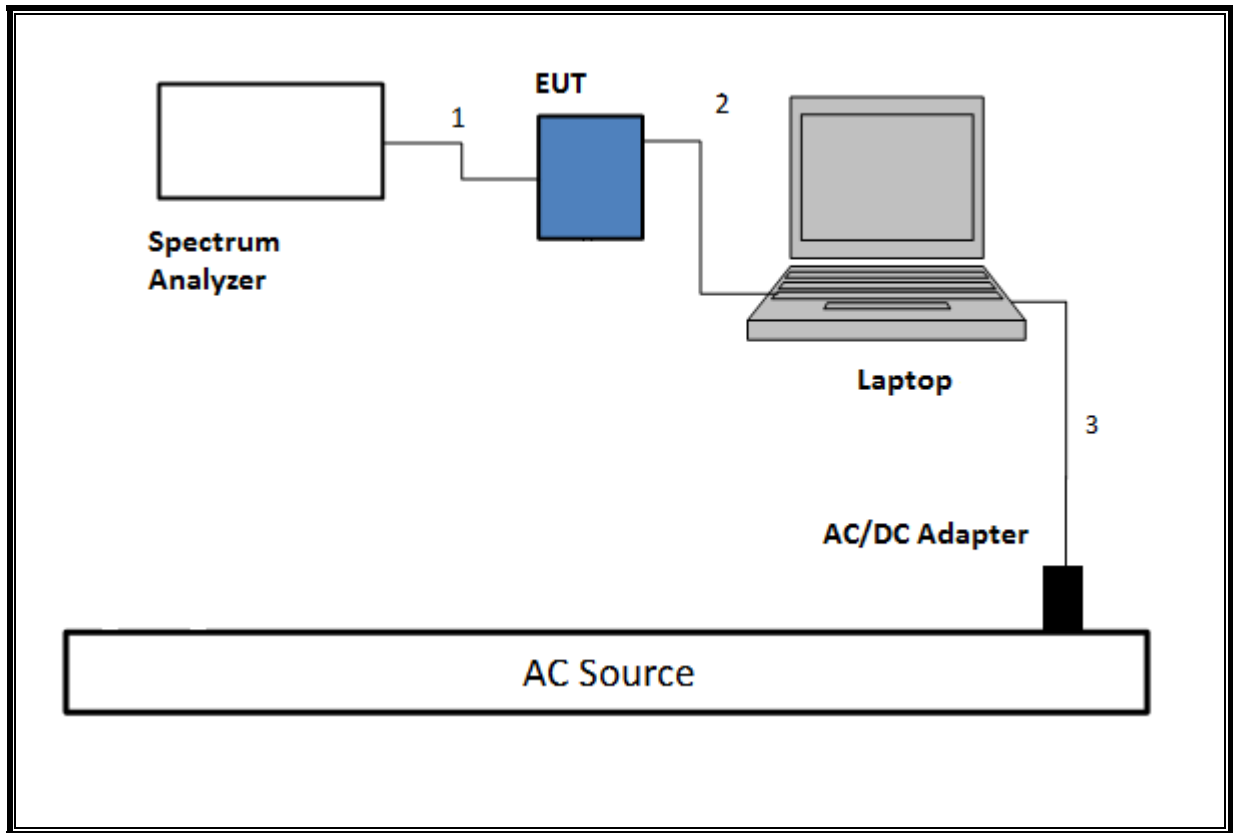 EUT
1
2
Spectrum
Analyzer
Laptop
3
AC/DC Adapter
AC Source